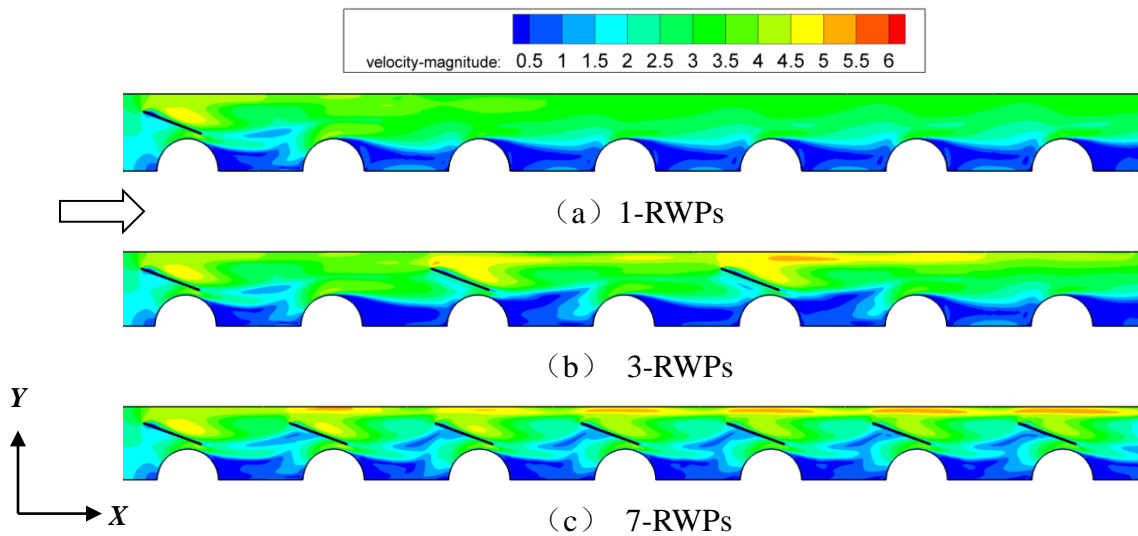 velocity-magnitude: 0.5 1 1.5 2 2.5 3 3.5 4 4.5 5 5.5 6
（a）1-RWPs
（b） 3-RWPs
Y
X
（c） 7-RWPs